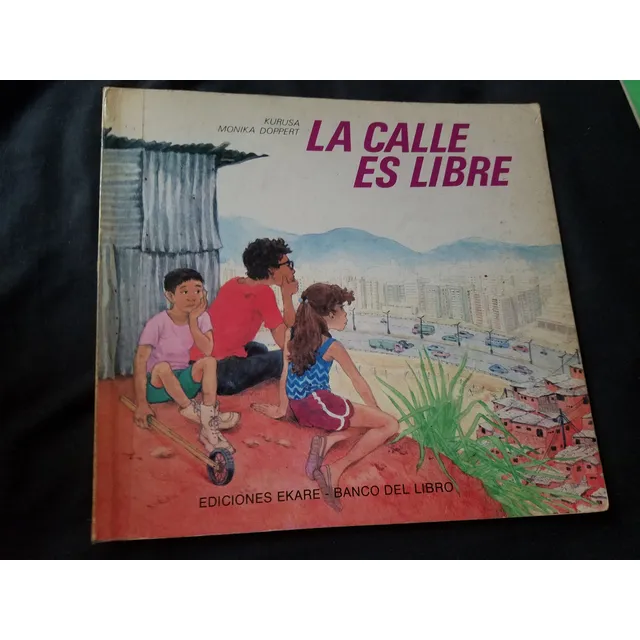 KURUSA
MONIKA DOPPERT
LA CALLE
ES LIBRE
EDICIONES EKARE - BANCO DEL LIBRO